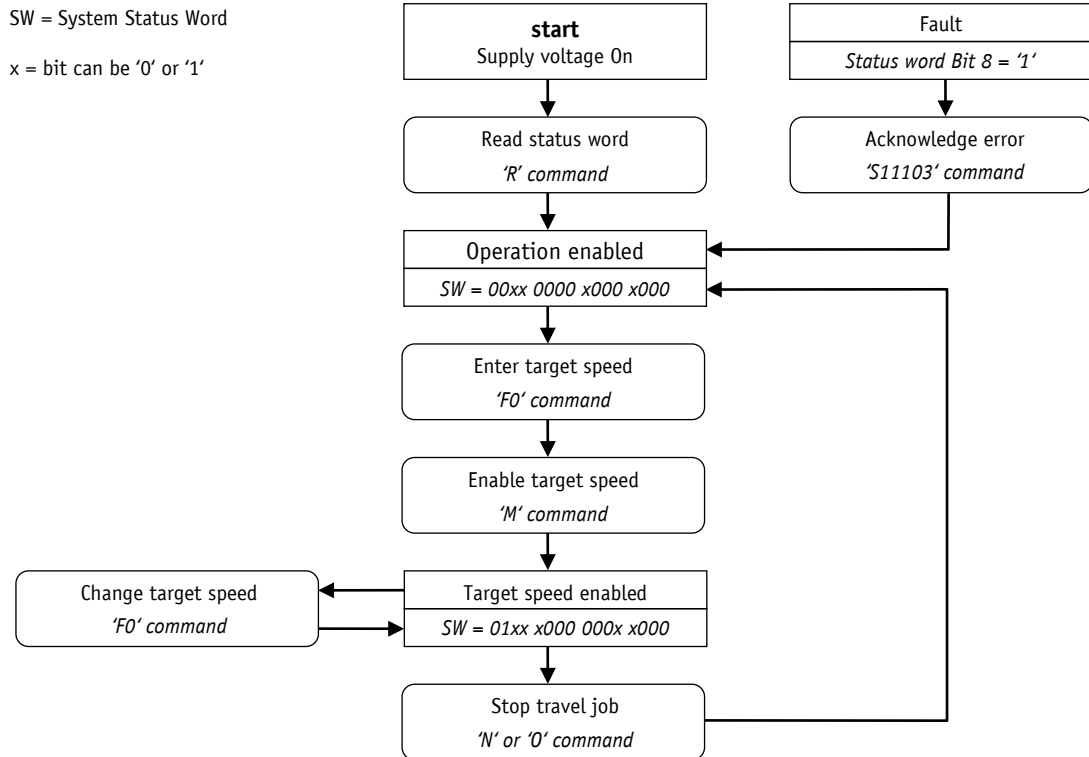 SW = System Status Word
x = bit can be ‘0‘ or ‘1‘
start
Supply voltage On
Fault
Status word Bit 8 = ‘1‘
Read status word
‘R’ command
Acknowledge error
‘S11103‘ command
Operation enabled
SW = 00xx 0000 x000 x000
Enter target speed
‘F0‘ command
Enable target speed
‘M‘ command
Change target speed
‘F0‘ command
Target speed enabled
SW = 01xx x000 000x x000
Stop travel job
‘N‘ or ‘O‘ command